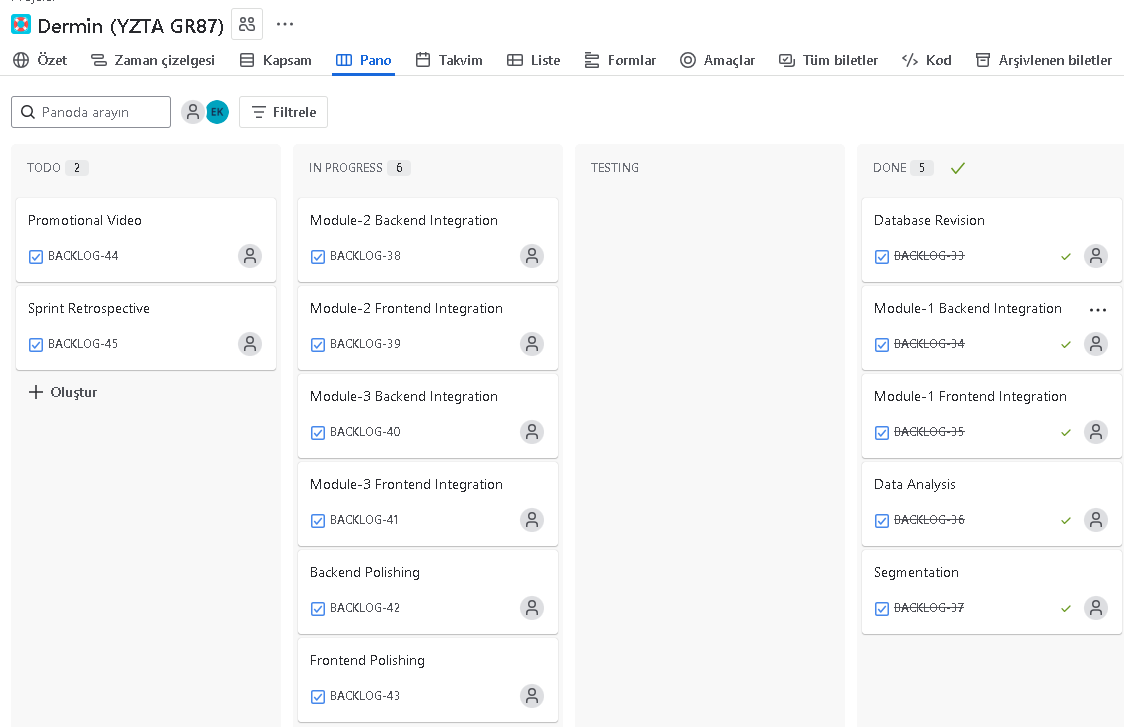 Dermin (YZTA GR87)
Özet Zaman çizelgesi Kapsam Pano Takvim Liste Formlar Amaçlar Tüm biletler Kod Arşivlenen biletler
Panoda arayın EK Filtrele
TODO 2
Promotional Video
BACKLOG-44
Sprint Retrospective
BACKLOG-45
Oluştur
IN PROGRESS 6
Module-2 Backend Integration
BACKLOG-38
Module-2 Frontend Integration
BACKLOG-39
Module-3 Backend Integration
BACKLOG-40
Module-3 Frontend Integration
BACKLOG-41
Backend Polishing
BACKLOG-42
Frontend Polishing
BACKLOG-43
TESTING
DONE 5
Database Revision
BACKLOG-33
Module-1 Backend Integration
BACKLOG-34
Module-1 Frontend Integration
BACKLOG-35
Data Analysis
BACKLOG-36
Segmentation
BACKLOG-37